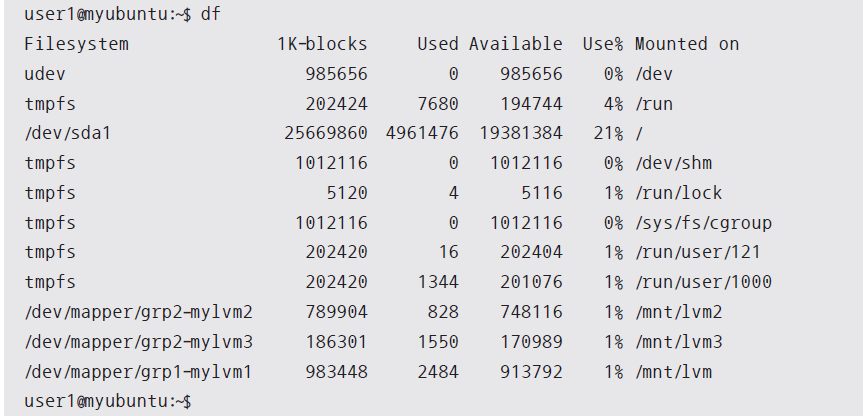 user1@myubuntu:~$ df
Filesystem 1K-blocks Used Available Use% Mounted on
udev 985656 0 985656 0% /dev
tmpfs 202424 7680 194744 4% /run
/dev/sda1 25669860 4961476 19381384 21% /
tmpfs 1012116 0 1012116 0% /dev/shm
tmpfs 5120 4 5116 1% /run/lock
tmpfs 1012116 0 1012116 0% /sys/fs/cgroup
tmpfs 202420 16 202404 1% /run/user/121
tmpfs 202420 1344 201076 1% /run/user/1000
/dev/mapper/grp2-mylvm2 789904 828 748116 1% /mnt/lvm2
/dev/mapper/grp2-mylvm3 186301 1550 170989 1% /mnt/lvm3
/dev/mapper/grp1-mylvm1 983448 2484 913792 1% /mnt/lvm
user1@myubuntu:~$